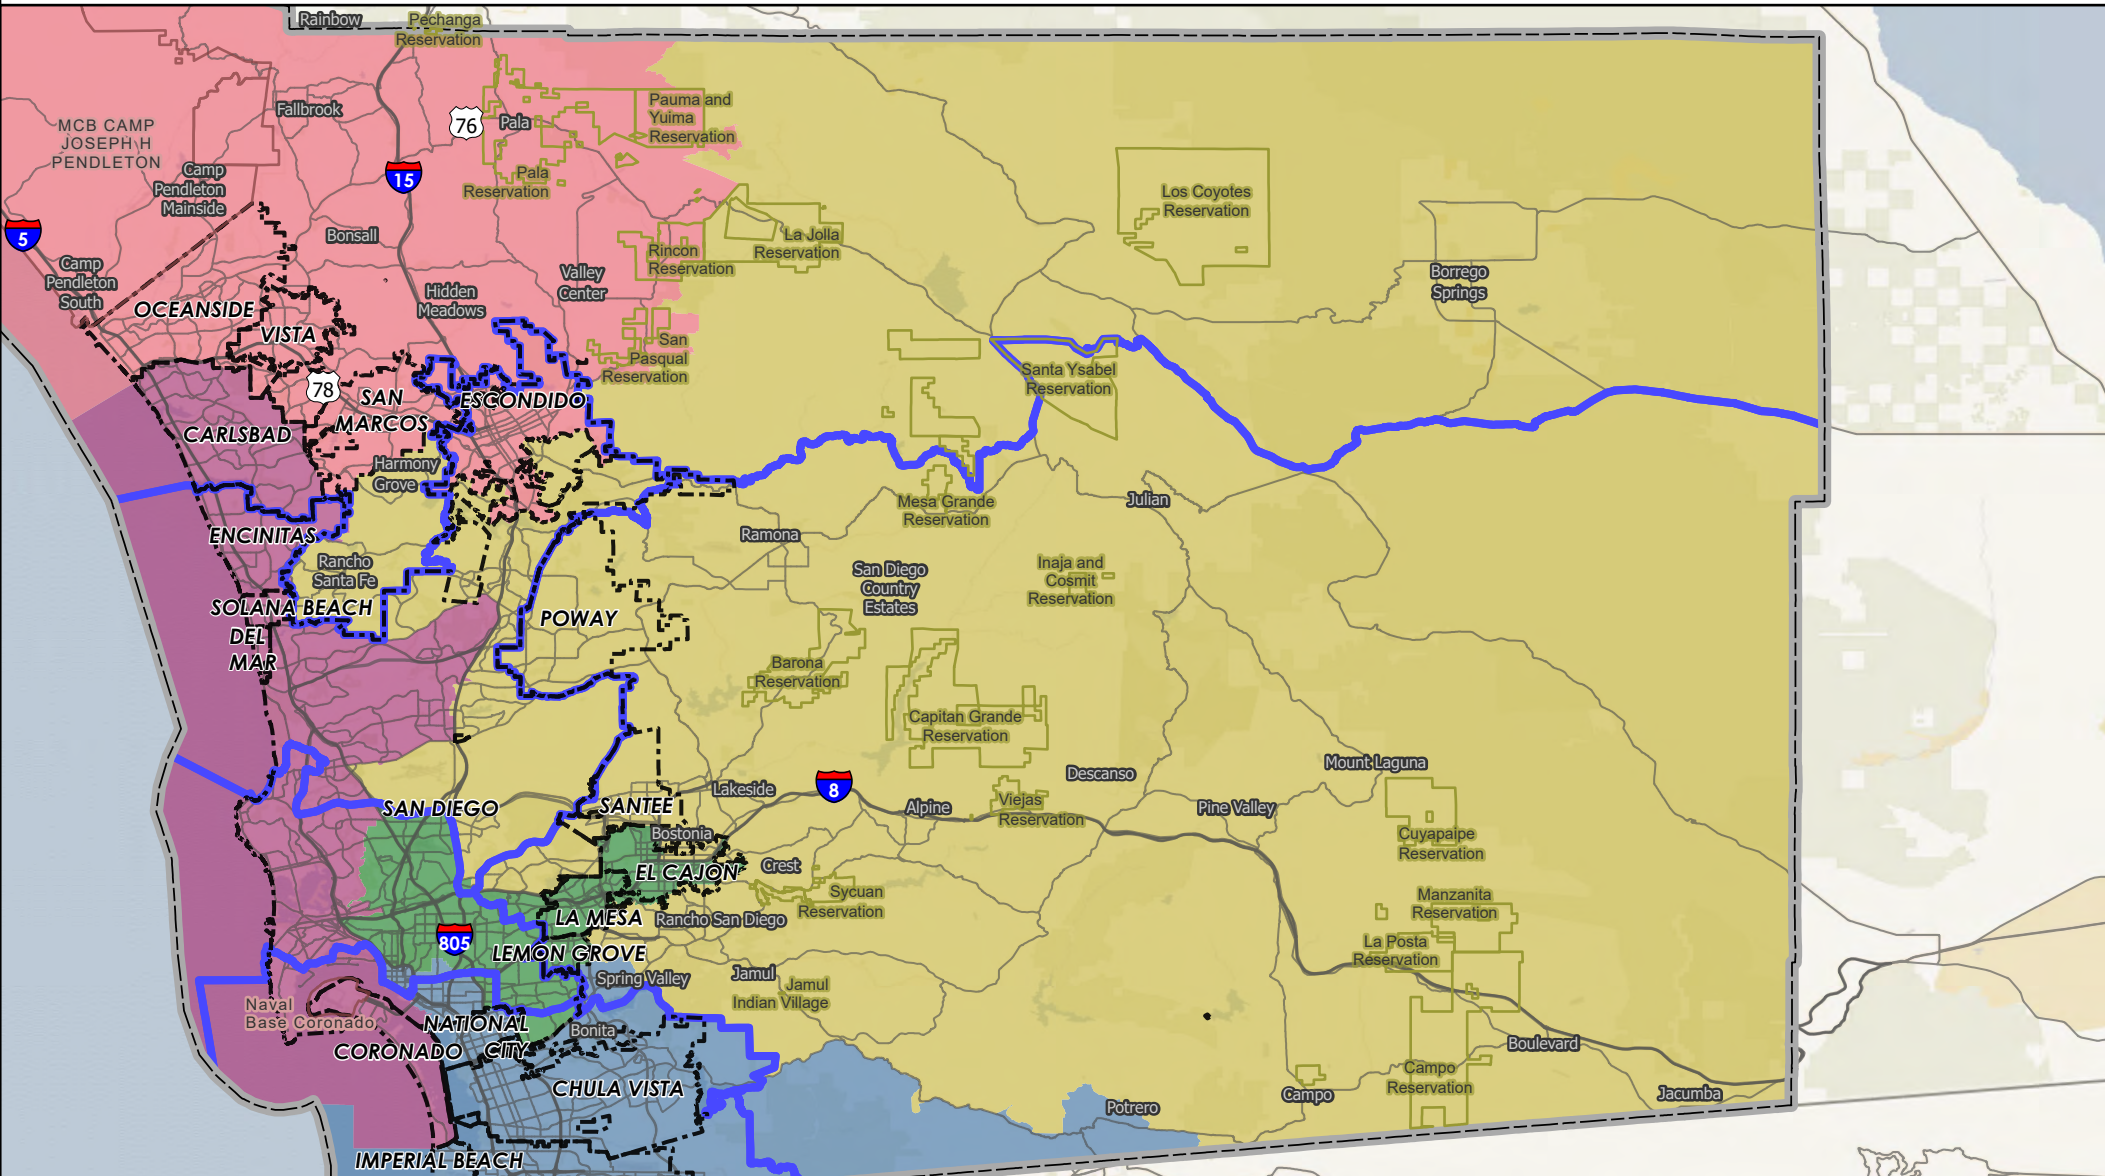 Rainbow
Pechanga
Reservation
Fallbrook
76
Pala
Pauma and
Yuima
Reservation
MCB CAMP
JOSEPH H
PENDLETON
Camp
Pendleton
Mainside
15
Pala
Reservation
Los Coyotes
Reservation
5
Bonsall
La Jolla
Reservation
Rincon
Reservation
Camp
Pendleton
South
Valley
Center
Hidden
Meadows
Borrego
Springs
OCEANSIDE
VISTA
San
Pasqual
Reservation
Santa Ysabel
Reservation
78
SAN
MARCOS
ESCONDIDO
CARLSBAD
Harmony
Grove
Mesa Grande
Reservation
Julian
ENCINITAS
Ramona
Rancho
Santa Fe
San Diego
Country
Estates
Inaja and
Cosmit
Reservation
SOLANA BEACH
DEL
MAR
POWAY
Barona
Reservation
Capitan Grande
Reservation
Mount Laguna
Descanso
SAN DIEGO
SANTEE
Lakeside
8
Alpine
Viejas
Reservation
Pine Valley
Bostonia
Cuyapaipe
Reservation
EL CAJON
Crest
Sycuan
Reservation
Manzanita
Reservation
LA MESA
Rancho San Diego
805
LEMON GROVE
La Posta
Reservation
Spring Valley
Jamul
Jamul
Indian Village
Naval
Base Coronado
NATIONAL
CITY
Bonita
CORONADO
Boulevard
CHULA VISTA
Campo
Reservation
Campo
Jacumba
Potrero
IMPERIAL BEACH